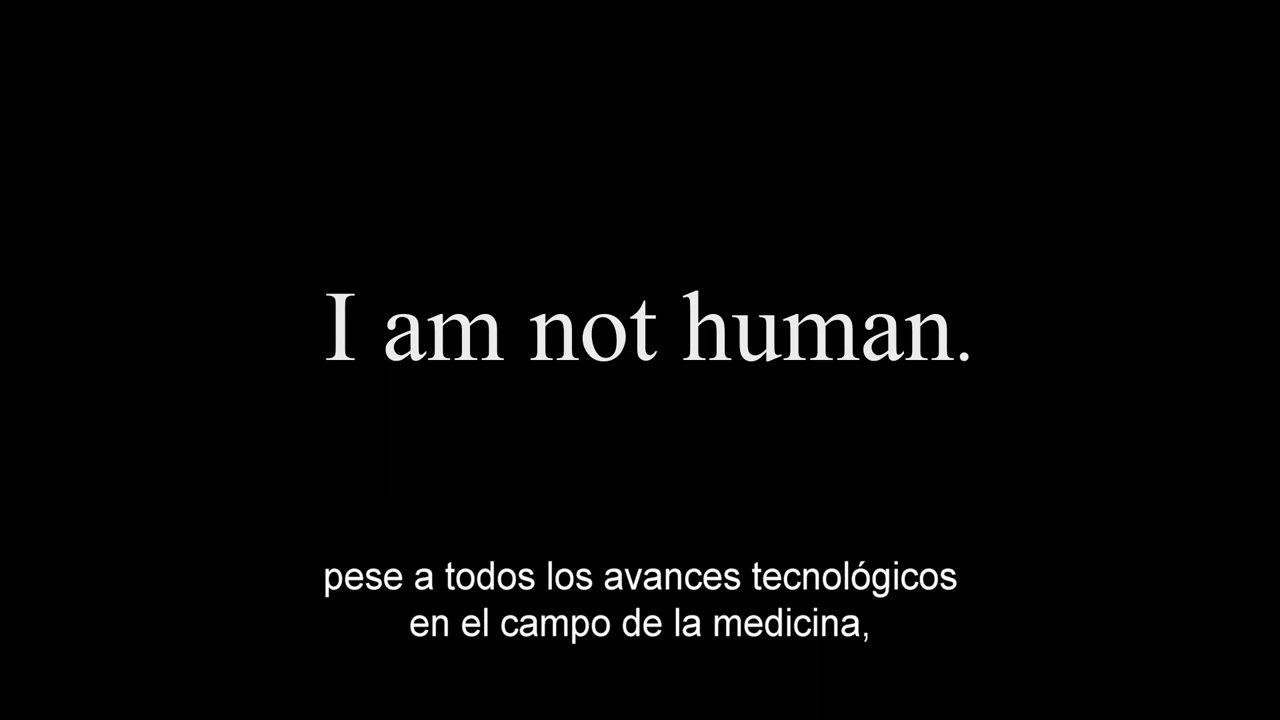 I am not human.
pese a todos los avances tecnológicos
en el campo de la medicina,